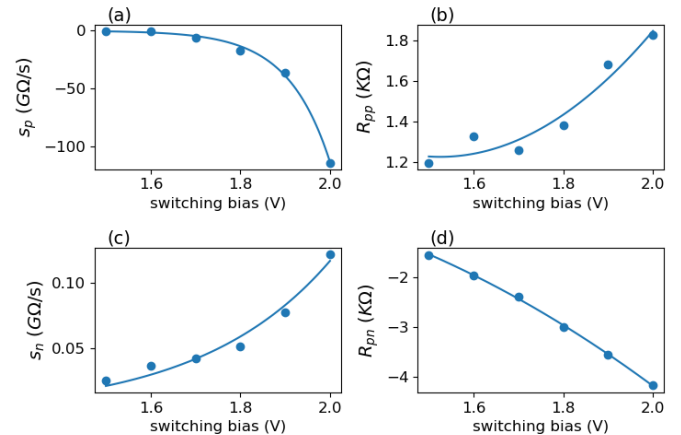 (a)
0
−50
−100
s_p (GΩ/s)
1.6 1.8 2.0
switching bias (V)
(b)
1.8
1.6
1.4
1.2
R_pp (KΩ)
1.6 1.8 2.0
switching bias (V)
(c)
0.10
0.05
s_n (GΩ/s)
1.6 1.8 2.0
switching bias (V)
(d)
−2
−3
−4
R_pn (KΩ)
1.6 1.8 2.0
switching bias (V)